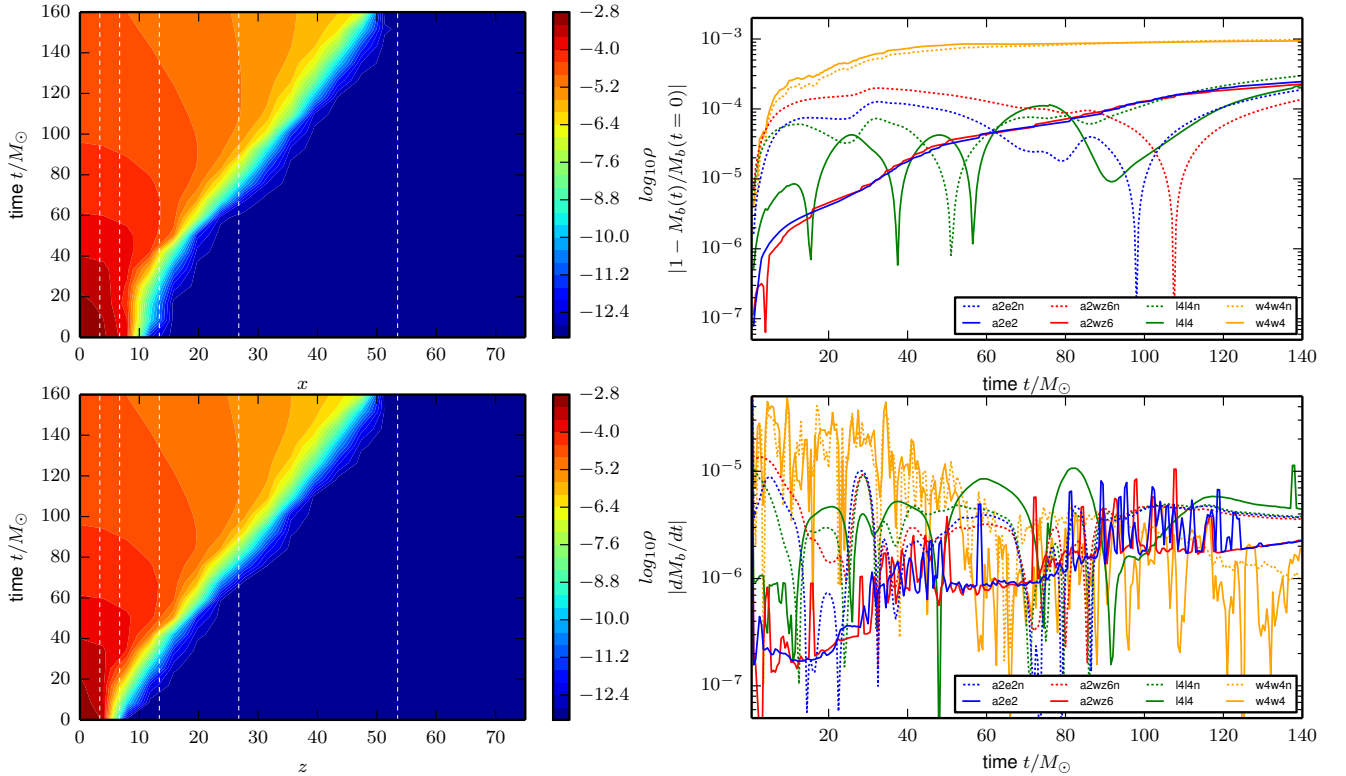 160
140
120
100
80
60
40
20
0
time t/M⊙
0 10 20 30 40 50 60 70
x
−2.8
−4.0
−5.2
−6.4
−7.6
−8.8
−10.0
−11.2
−12.4
log₁₀ρ
10⁻³
10⁻⁴
10⁻⁵
10⁻⁶
10⁻⁷
|1 − M_b(t)/M_b(t = 0)|
a2e2n a2wz6n l4l4n w4w4n
a2e2 a2wz6 l4l4 w4w4
20 40 60 80 100 120 140
time t/M⊙
160
140
120
100
80
60
40
20
0
time t/M⊙
0 10 20 30 40 50 60 70
z
−2.8
−4.0
−5.2
−6.4
−7.6
−8.8
−10.0
−11.2
−12.4
log₁₀ρ
10⁻⁵
10⁻⁶
10⁻⁷
|dM_b/dt|
a2e2n a2wz6n l4l4n w4w4n
a2e2 a2wz6 l4l4 w4w4
20 40 60 80 100 120 140
time t/M⊙